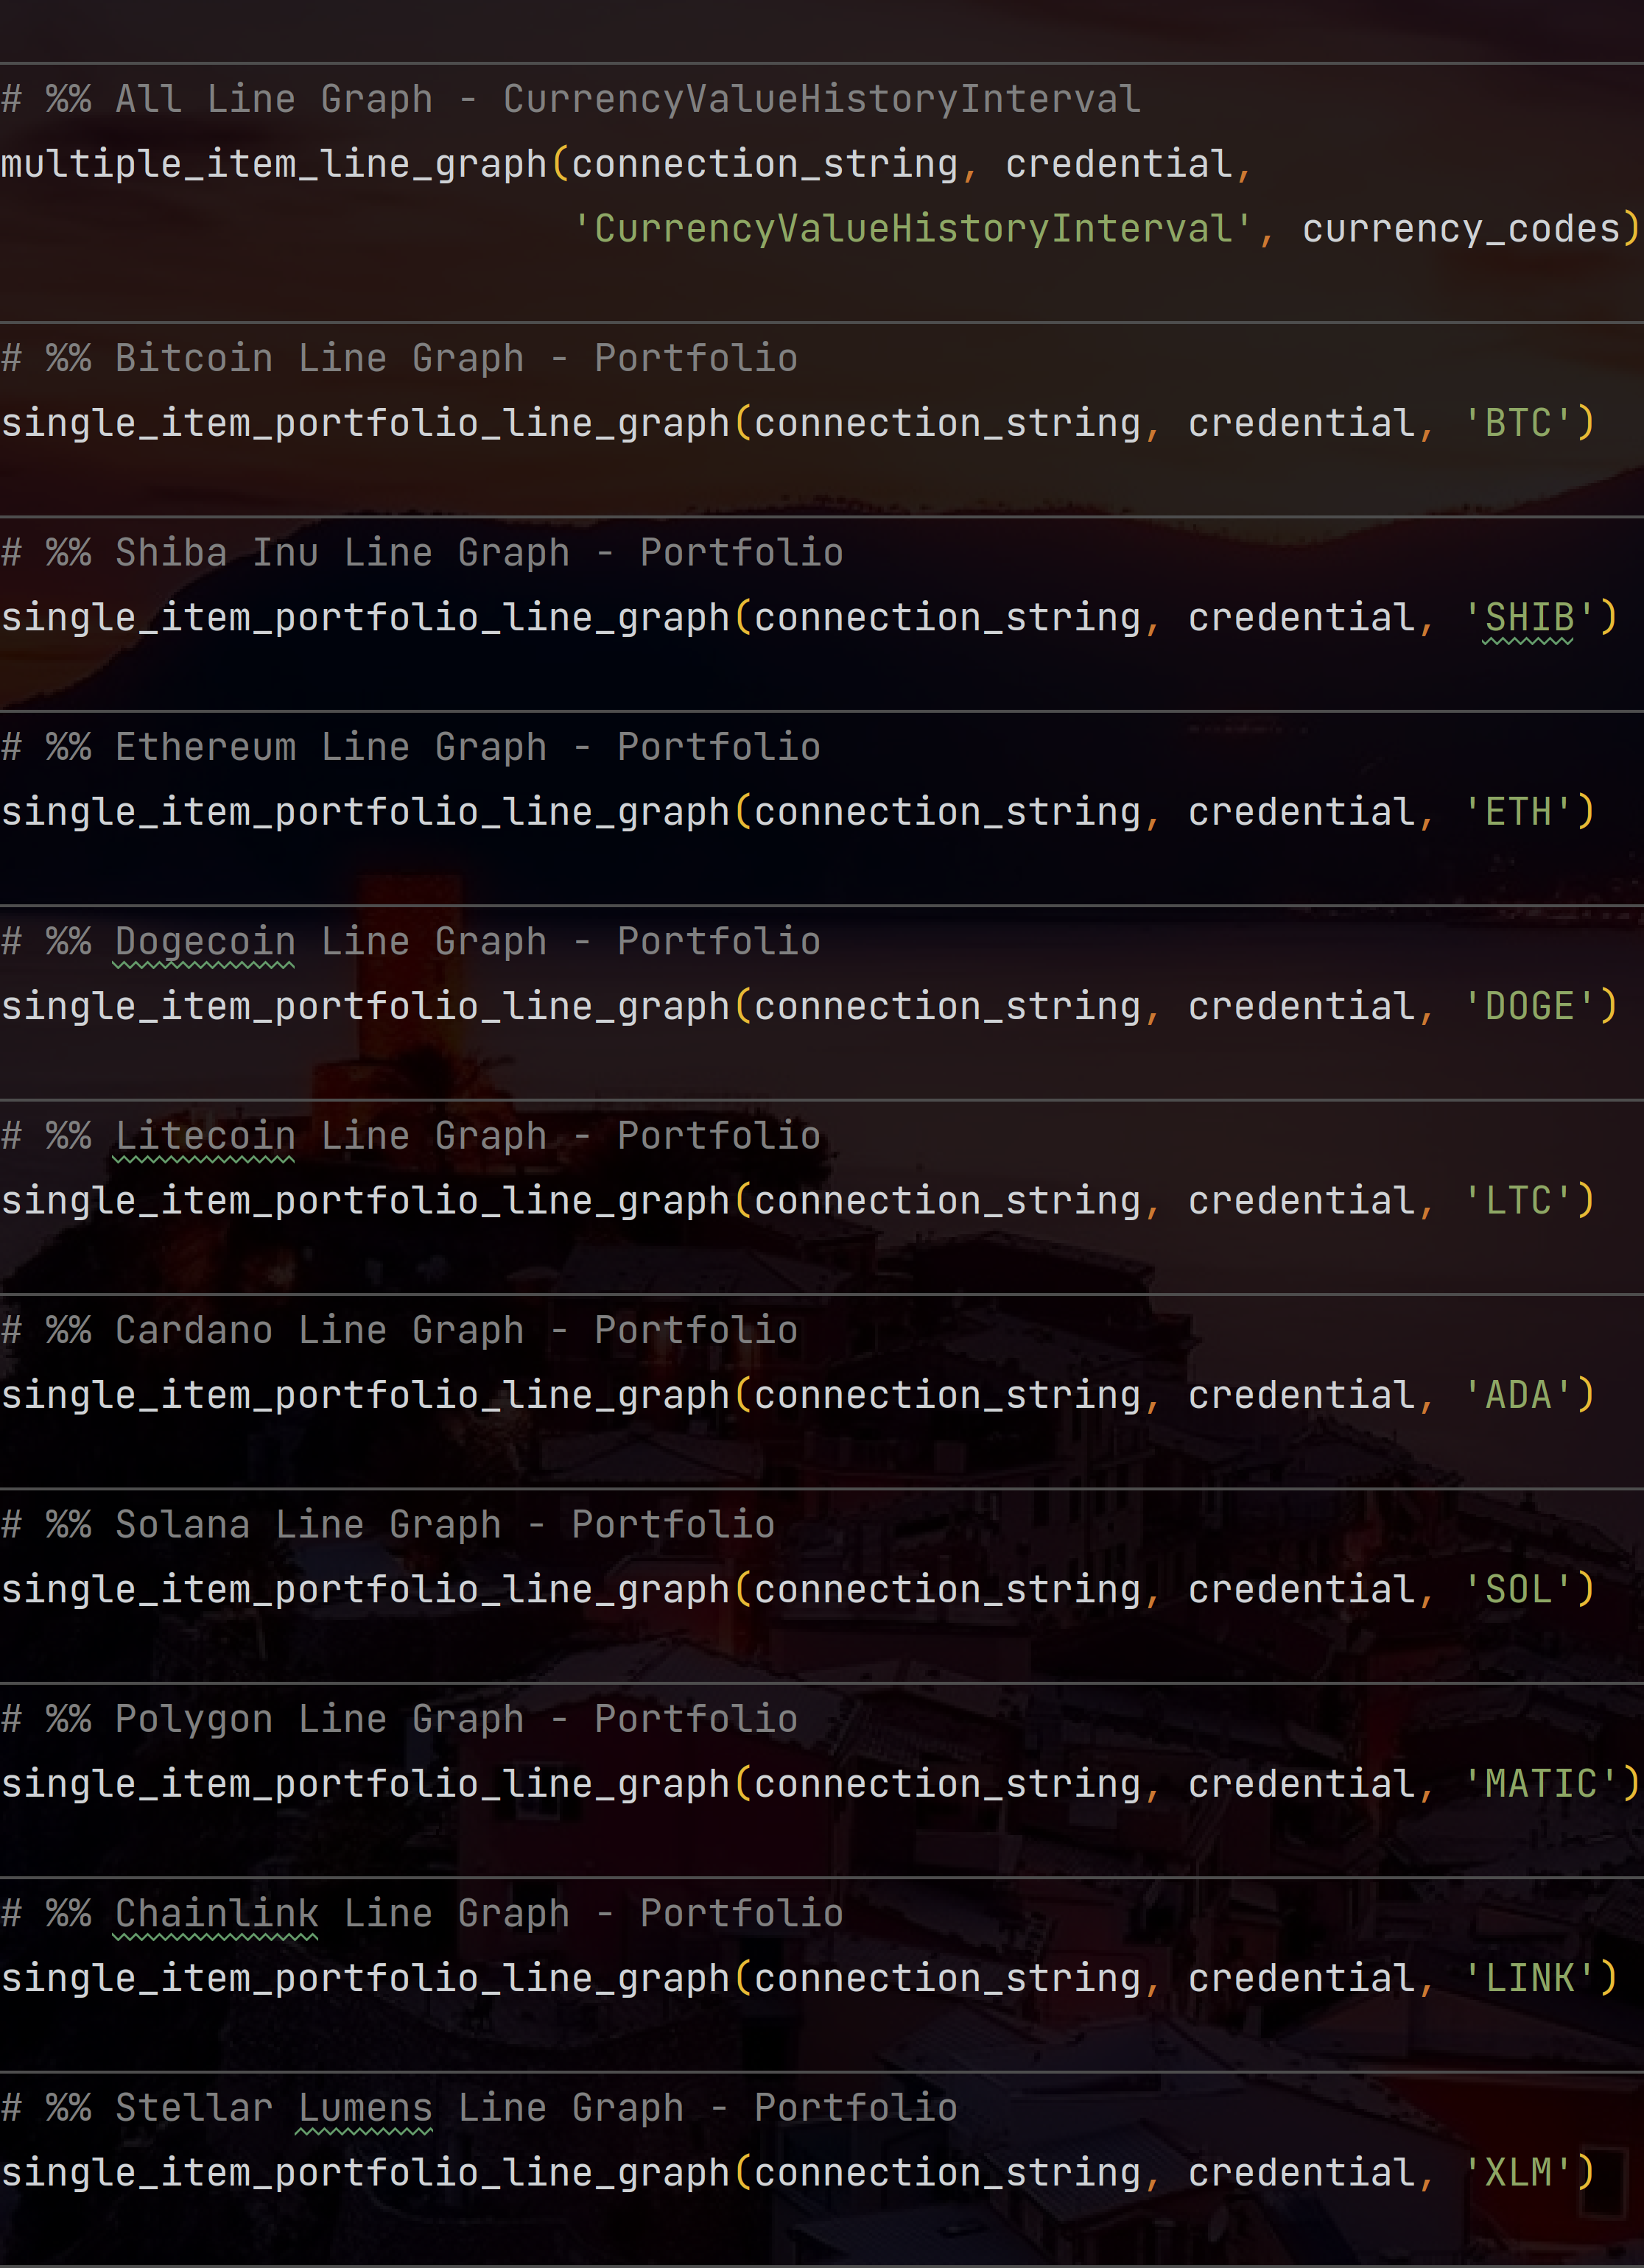 # %% All Line Graph - CurrencyValueHistoryInterval
multiple_item_line_graph(connection_string, credential,
'CurrencyValueHistoryInterval', currency_codes)
# %% Bitcoin Line Graph - Portfolio
single_item_portfolio_line_graph(connection_string, credential, 'BTC')
# %% Shiba Inu Line Graph - Portfolio
single_item_portfolio_line_graph(connection_string, credential, 'SHIB')
# %% Ethereum Line Graph - Portfolio
single_item_portfolio_line_graph(connection_string, credential, 'ETH')
# %% Dogecoin Line Graph - Portfolio
single_item_portfolio_line_graph(connection_string, credential, 'DOGE')
# %% Litecoin Line Graph - Portfolio
single_item_portfolio_line_graph(connection_string, credential, 'LTC')
# %% Cardano Line Graph - Portfolio
single_item_portfolio_line_graph(connection_string, credential, 'ADA')
# %% Solana Line Graph - Portfolio
single_item_portfolio_line_graph(connection_string, credential, 'SOL')
# %% Polygon Line Graph - Portfolio
single_item_portfolio_line_graph(connection_string, credential, 'MATIC')
# %% Chainlink Line Graph - Portfolio
single_item_portfolio_line_graph(connection_string, credential, 'LINK')
# %% Stellar Lumens Line Graph - Portfolio
single_item_portfolio_line_graph(connection_string, credential, 'XLM')